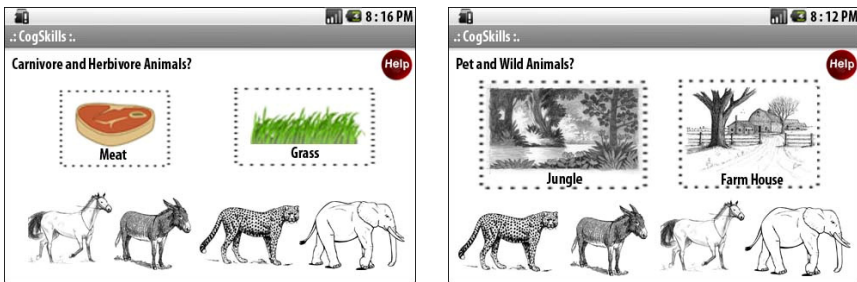 8 : 16 PM
.: CogSkills :.
Carnivore and Herbivore Animals?
Help
Meat
Grass
8 : 12 PM
.: CogSkills :.
Pet and Wild Animals?
Help
Jungle
Farm House